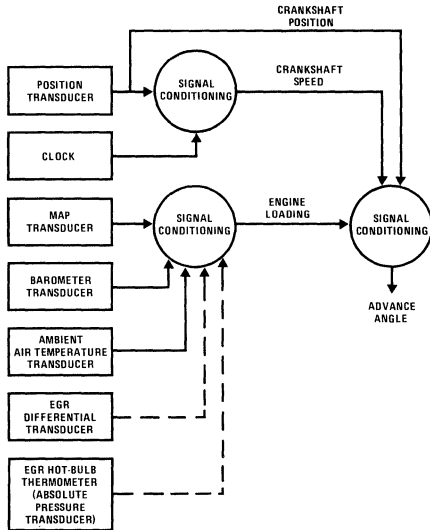 CRANKSHAFT
POSITION
POSITION
TRANSDUCER
SIGNAL
CONDITIONING
CRANKSHAFT
SPEED
CLOCK
MAP
TRANSDUCER
SIGNAL
CONDITIONING
ENGINE
LOADING
SIGNAL
CONDITIONING
BAROMETER
TRANSDUCER
ADVANCE
ANGLE
AMBIENT
AIR TEMPERATURE
TRANSDUCER
EGR
DIFFERENTIAL
TRANSDUCER
EGR HOT-BULB
THERMOMETER
(ABSOLUTE
PRESSURE
TRANSDUCER)